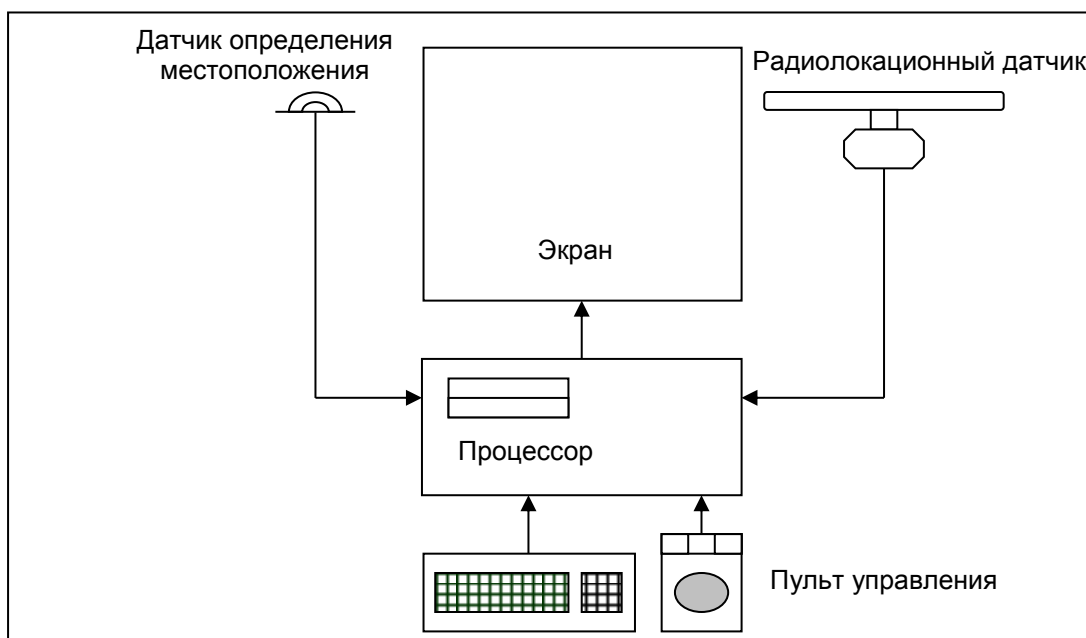 Датчик определения
местоположения
Радиолокационный датчик
Экран
Процессор
Пульт управления